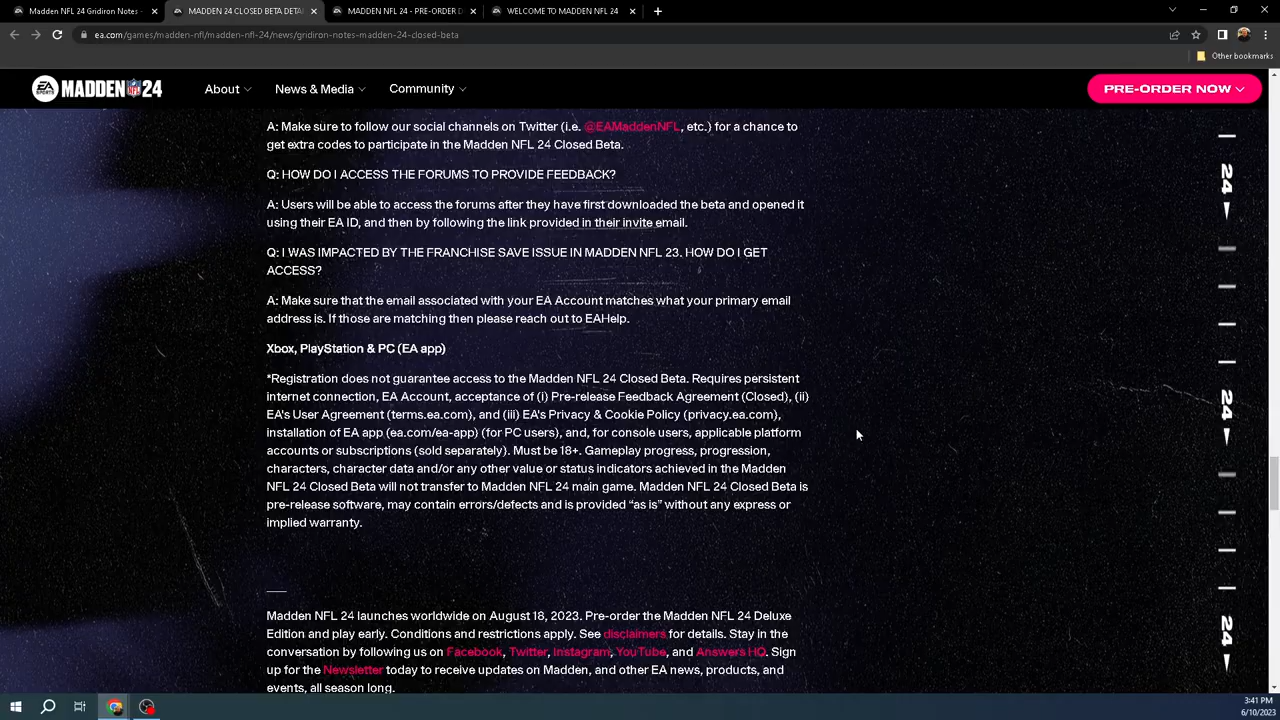 Madden NFL 24 Gridiron Notes -
MADDEN 24 CLOSED BETA DETA
MADDEN NFL 24 - PRE-ORDER D
WELCOME TO MADDEN NFL 24
ea.com/games/madden-nfl/madden-nfl-24/news/gridiron-notes-madden-24-closed-beta
Other bookmarks
EA SPORTS MADDEN NFL 24
About
News & Media
Community
PRE-ORDER NOW
A: Make sure to follow our social channels on Twitter (i.e. @EAMaddenNFL, etc.) for a chance to
get extra codes to participate in the Madden NFL 24 Closed Beta.
Q: HOW DO I ACCESS THE FORUMS TO PROVIDE FEEDBACK?
A: Users will be able to access the forums after they have first downloaded the beta and opened it
using their EA ID, and then by following the link provided in their invite email.
Q: I WAS IMPACTED BY THE FRANCHISE SAVE ISSUE IN MADDEN NFL 23. HOW DO I GET
ACCESS?
A: Make sure that the email associated with your EA Account matches what your primary email
address is. If those are matching then please reach out to EAHelp.
Xbox, PlayStation & PC (EA app)
*Registration does not guarantee access to the Madden NFL 24 Closed Beta. Requires persistent
internet connection, EA Account, acceptance of (i) Pre-release Feedback Agreement (Closed), (ii)
EA's User Agreement (terms.ea.com), and (iii) EA's Privacy & Cookie Policy (privacy.ea.com),
installation of EA app (ea.com/ea-app) (for PC users), and, for console users, applicable platform
accounts or subscriptions (sold separately). Must be 18+. Gameplay progress, progression,
characters, character data and/or any other value or status indicators achieved in the Madden
NFL 24 Closed Beta will not transfer to Madden NFL 24 main game. Madden NFL 24 Closed Beta is
pre-release software, may contain errors/defects and is provided “as is” without any express or
implied warranty.
Madden NFL 24 launches worldwide on August 18, 2023. Pre-order the Madden NFL 24 Deluxe
Edition and play early. Conditions and restrictions apply. See disclaimers for details. Stay in the
conversation by following us on Facebook, Twitter, Instagram, YouTube, and Answers HQ. Sign
up for the Newsletter today to receive updates on Madden, and other EA news, products, and
events, all season long.
24
24
24
3:41 PM
6/10/2023